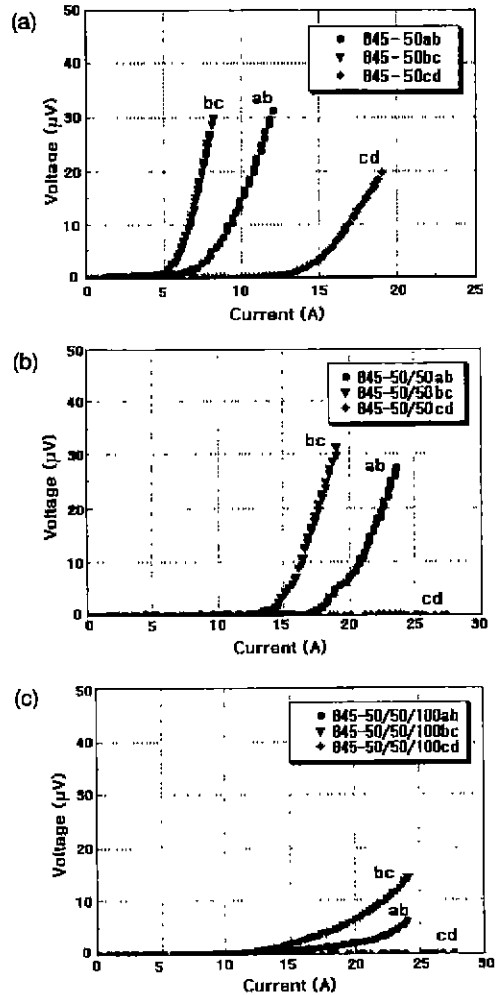 (a)
50
40
30
20
10
0
Voltage (µV)
845-50ab
845-50bc
845-50cd
bc
ab
cd
0 5 10 15 20 25
Current (A)
(b)
50
40
30
20
10
0
Voltage (µV)
845-50/50ab
845-50/50bc
845-50/50cd
bc
ab
cd
0 5 10 15 20 25 30
Current (A)
(c)
50
40
30
20
10
0
Voltage (µV)
845-50/50/100ab
845-50/50/100bc
845-50/50/100cd
bc
ab
cd
0 5 10 15 20 25 30
Current (A)